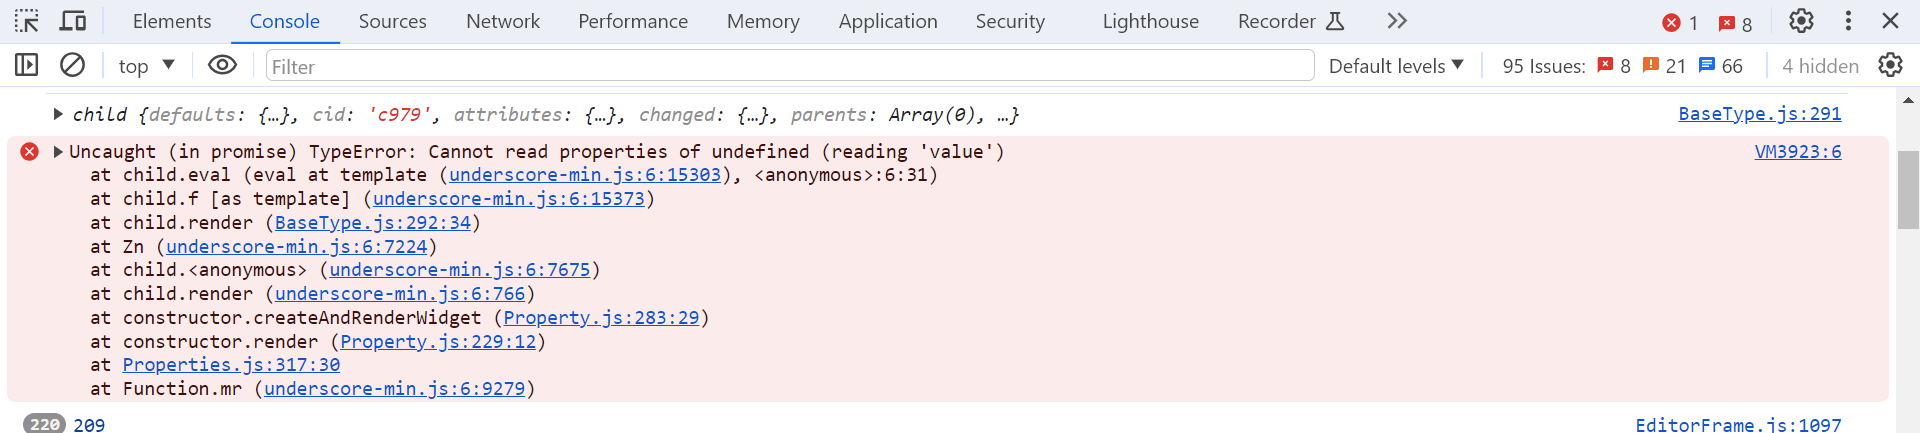 Elements Console Sources Network Performance Memory Application Security Lighthouse Recorder 1 8
top Filter Default levels 95 Issues: 8 21 66 4 hidden
child {defaults: {…}, cid: 'c979', attributes: {…}, changed: {…}, parents: Array(0), …} BaseType.js:291
Uncaught (in promise) TypeError: Cannot read properties of undefined (reading 'value') VM3923:6
at child.eval (eval at template (underscore-min.js:6:15303), <anonymous>:6:31)
at child.f [as template] (underscore-min.js:6:15373)
at child.render (BaseType.js:292:34)
at Zn (underscore-min.js:6:7224)
at child.<anonymous> (underscore-min.js:6:7675)
at child.render (underscore-min.js:6:766)
at constructor.createAndRenderWidget (Property.js:283:29)
at constructor.render (Property.js:229:12)
at Properties.js:317:30
at Function.mr (underscore-min.js:6:9279)
220 209 EditorFrame.js:1097